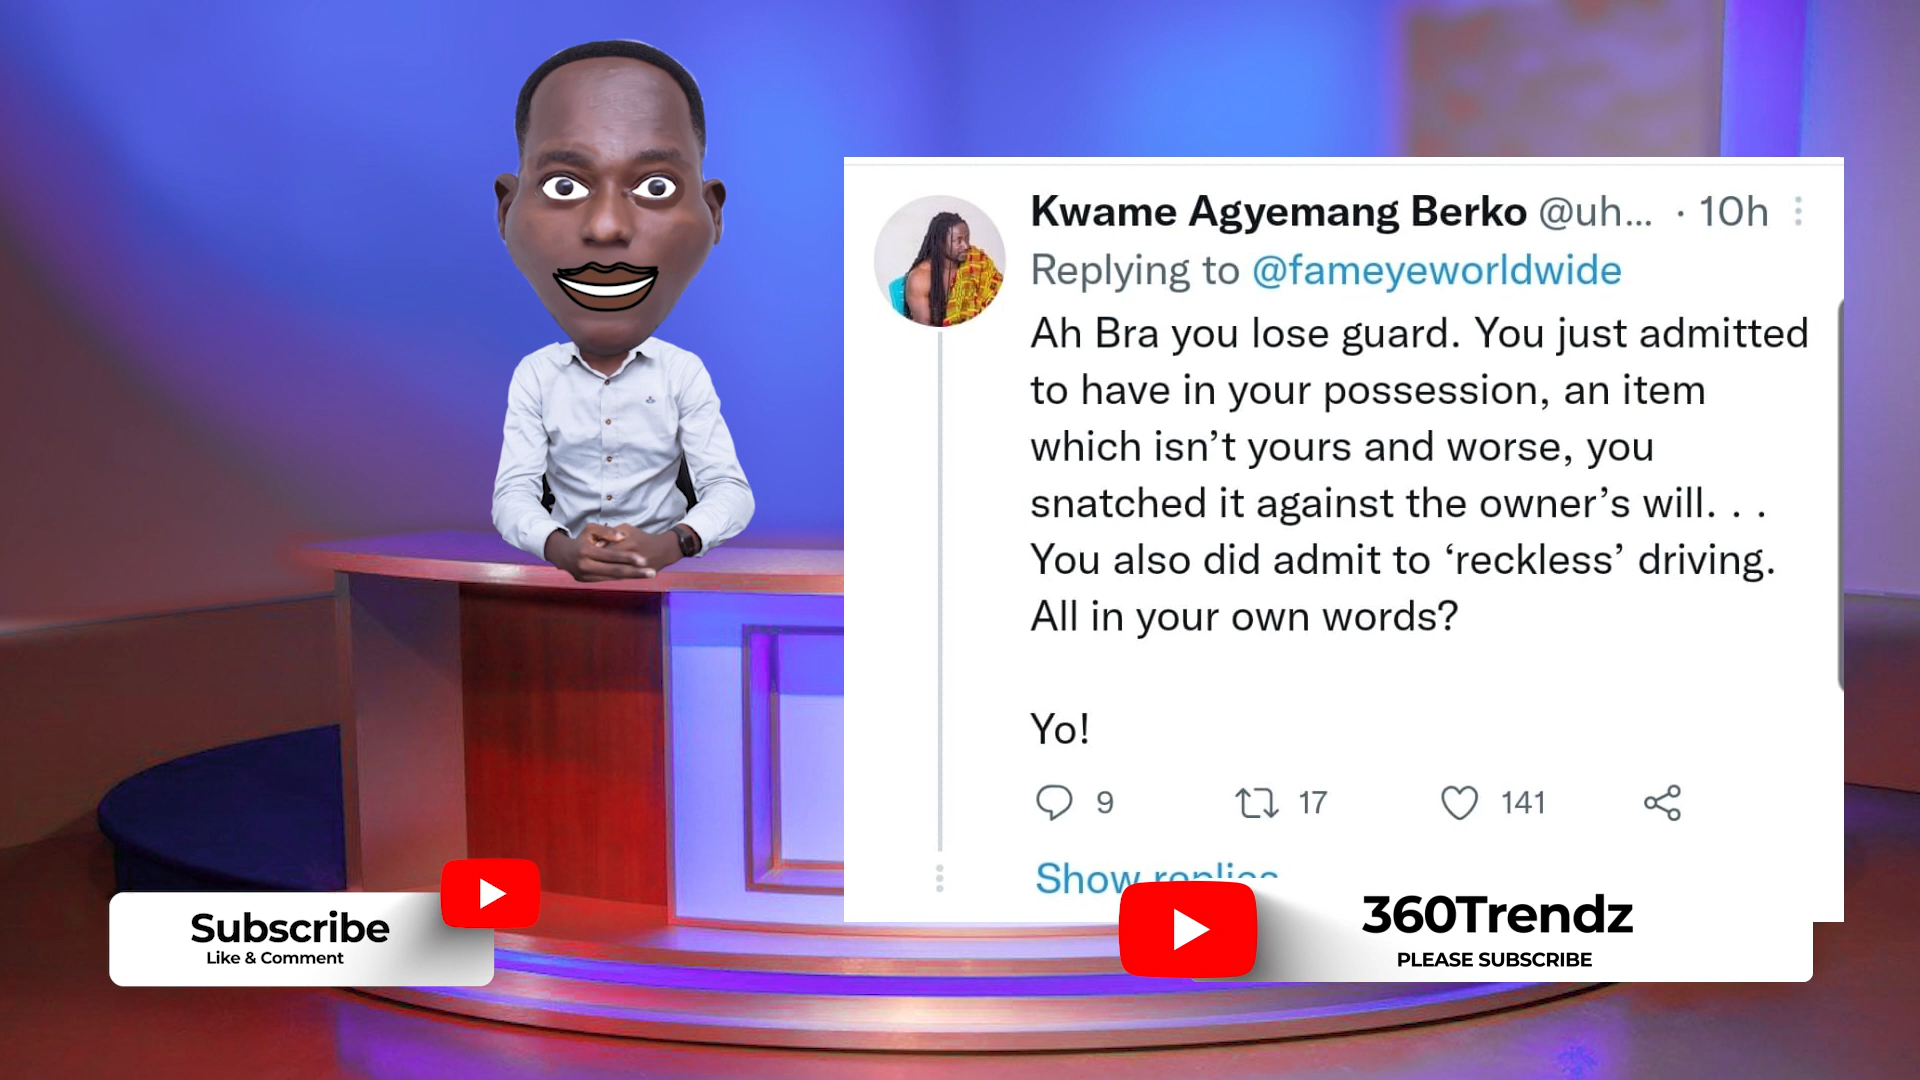 Kwame Agyemang Berko @uh... · 10h
Replying to @fameyeworldwide
Ah Bra you lose guard. You just admitted
to have in your possession, an item
which isn’t yours and worse, you
snatched it against the owner’s will. . .
You also did admit to ‘reckless’ driving.
All in your own words?
Yo!
9 17 141
Show replies
Subscribe
Like & Comment
360Trendz
PLEASE SUBSCRIBE